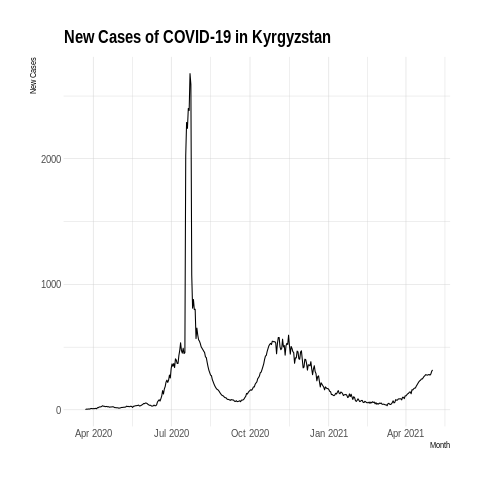 New Cases of COVID-19 in Kyrgyzstan
New Cases
2000
1000
0
Apr 2020 Jul 2020 Oct 2020 Jan 2021 Apr 2021
Month